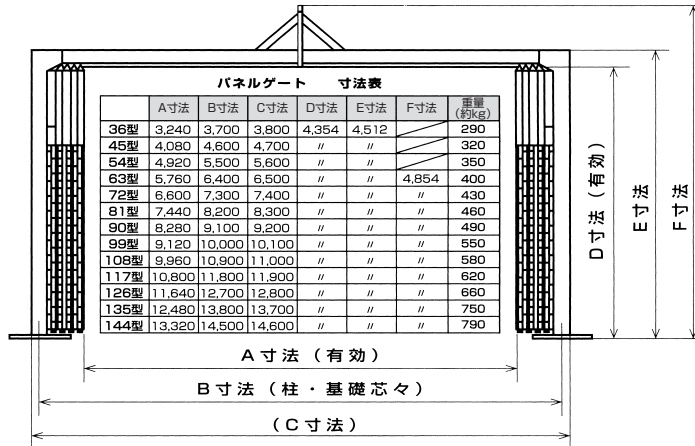 パネルゲート 寸法表
A寸法 B寸法 C寸法 D寸法 E寸法 F寸法 重量(約kg)
36型 3,240 3,700 3,800 4,354 4,512 290
45型 4,080 4,600 4,700 〃 〃 320
54型 4,920 5,500 5,600 〃 〃 350
63型 5,760 6,400 6,500 〃 〃 4,854 400
72型 6,600 7,300 7,400 〃 〃 〃 430
81型 7,440 8,200 8,300 〃 〃 〃 460
90型 8,280 9,100 9,200 〃 〃 〃 490
99型 9,120 10,000 10,100 〃 〃 〃 550
108型 9,960 10,900 11,000 〃 〃 〃 580
117型 10,800 11,800 11,900 〃 〃 〃 620
126型 11,640 12,700 12,800 〃 〃 〃 660
135型 12,480 13,800 13,700 〃 〃 〃 750
144型 13,320 14,500 14,600 〃 〃 〃 790
A寸法(有効)
B寸法(柱・基礎芯々)
(C寸法)
D寸法(有効)
E寸法
F寸法